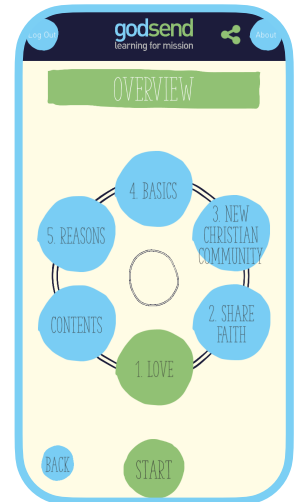 Log Out
godsend
About
learning for mission
OVERVIEW
4. BASICS
5. REASONS
3. NEW
CHRISTIAN
COMMUNITY
CONTENTS
2. SHARE
FAITH
1. LOVE
BACK
START